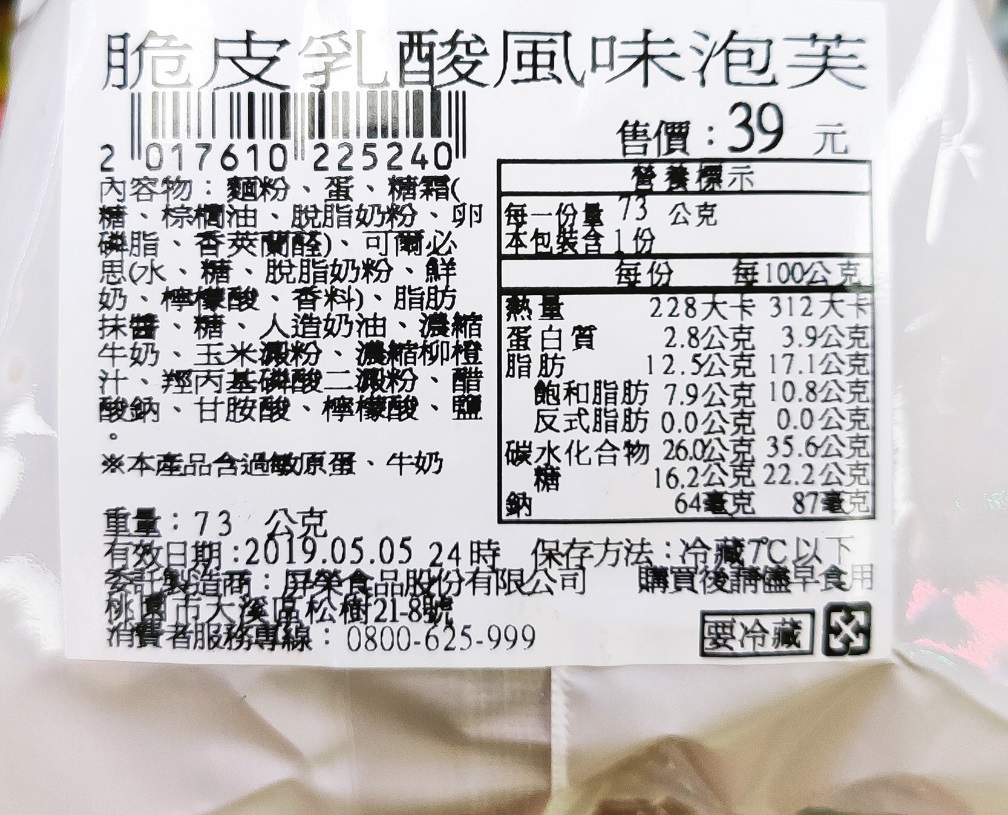 脆皮乳酸風味泡芙
2 017610 225240
售價：39 元
內容物：麵粉、蛋、糖霜(
糖、棕櫚油、脫脂奶粉、卵
磷脂、香莢蘭醛)、可爾必
思(水、糖、脫脂奶粉、鮮
奶、檸檬酸、香料)、脂肪
抹醬、糖、人造奶油、濃縮
牛奶、玉米澱粉、濃縮柳橙
汁、羥丙基磷酸二澱粉、醋
酸鈉、甘胺酸、檸檬酸、鹽
。
※本產品含過敏原蛋、牛奶
營養標示
每一份量 73 公克
本包裝含 1 份
每份 每100公克
熱量 228大卡 312大卡
蛋白質 2.8公克 3.9公克
脂肪 12.5公克 17.1公克
飽和脂肪 7.9公克 10.8公克
反式脂肪 0.0公克 0.0公克
碳水化合物 26.0公克 35.6公克
糖 16.2公克 22.2公克
鈉 64毫克 87毫克
重量：73 公克
有效日期:2019.05.05 24時 保存方法：冷藏7℃以下
委託製造商：屏榮食品股份有限公司 購買後請儘早食用
桃園市大溪區松樹21-8號
消費者服務專線：0800-625-999
要冷藏